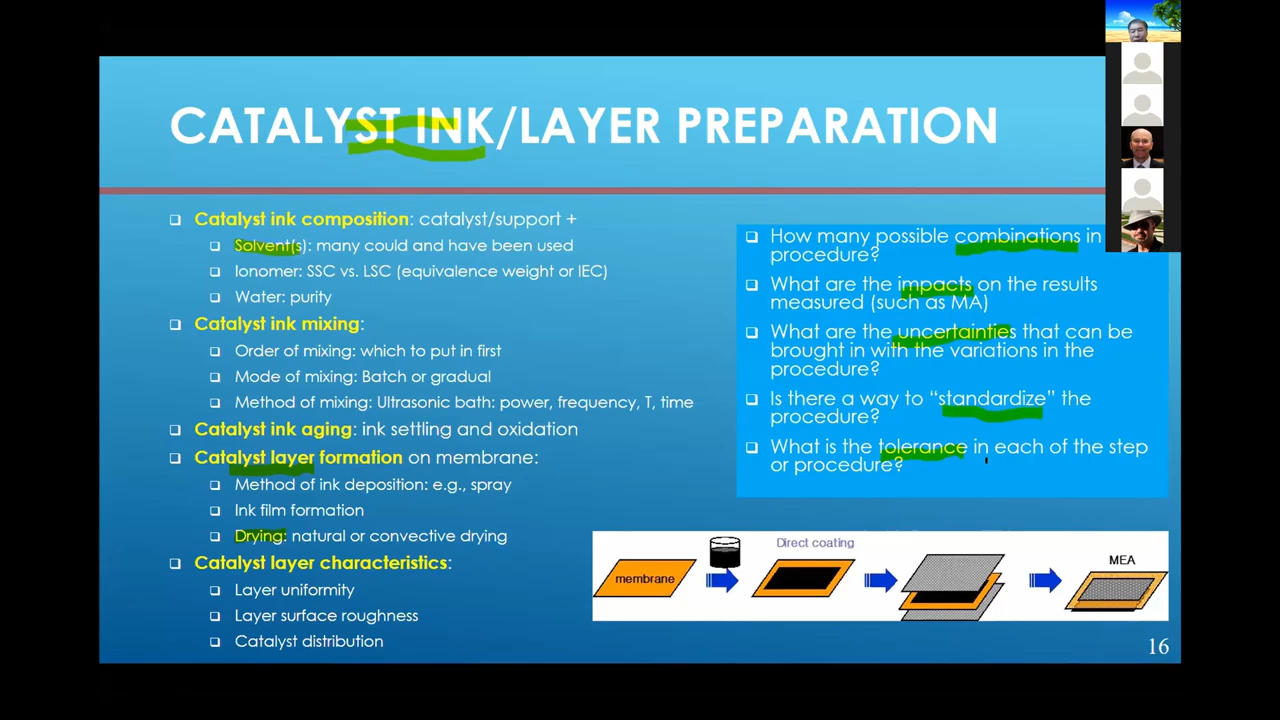 CATALYST INK/LAYER PREPARATION
Catalyst ink composition: catalyst/support +
Solvent(s): many could and have been used
Ionomer: SSC vs. LSC (equivalence weight or IEC)
Water: purity
Catalyst ink mixing:
Order of mixing: which to put in first
Mode of mixing: Batch or gradual
Method of mixing: Ultrasonic bath: power, frequency, T, time
Catalyst ink aging: ink settling and oxidation
Catalyst layer formation on membrane:
Method of ink deposition: e.g., spray
Ink film formation
Drying: natural or convective drying
Catalyst layer characteristics:
Layer uniformity
Layer surface roughness
Catalyst distribution
How many possible combinations in
procedure?
What are the impacts on the results
measured (such as MA)
What are the uncertainties that can be
brought in with the variations in the
procedure?
Is there a way to “standardize” the
procedure?
What is the tolerance in each of the step
or procedure?
Direct coating
membrane
MEA
16